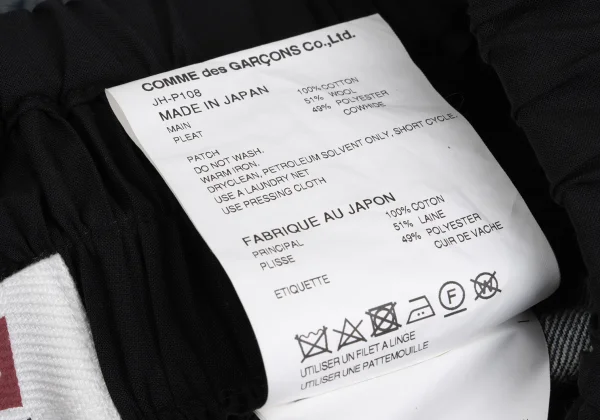 COMME des GARÇONS Co.,Ltd.
JH-P108
MADE IN JAPAN
MAIN 100% COTTON
PLEAT 51% WOOL
49% POLYESTER
PATCH COWHIDE
DO NOT WASH.
WARM IRON.
DRYCLEAN, PETROLEUM SOLVENT ONLY, SHORT CYCLE.
USE A LAUNDRY NET
USE PRESSING CLOTH
FABRIQUE AU JAPON
PRINCIPAL 100% COTON
PLISSE 51% LAINE
49% POLYESTER
ETIQUETTE CUIR DE VACHE
F W
UTILISER UN FILET A LINGE
UTILISER UNE PATTEMOUILLE